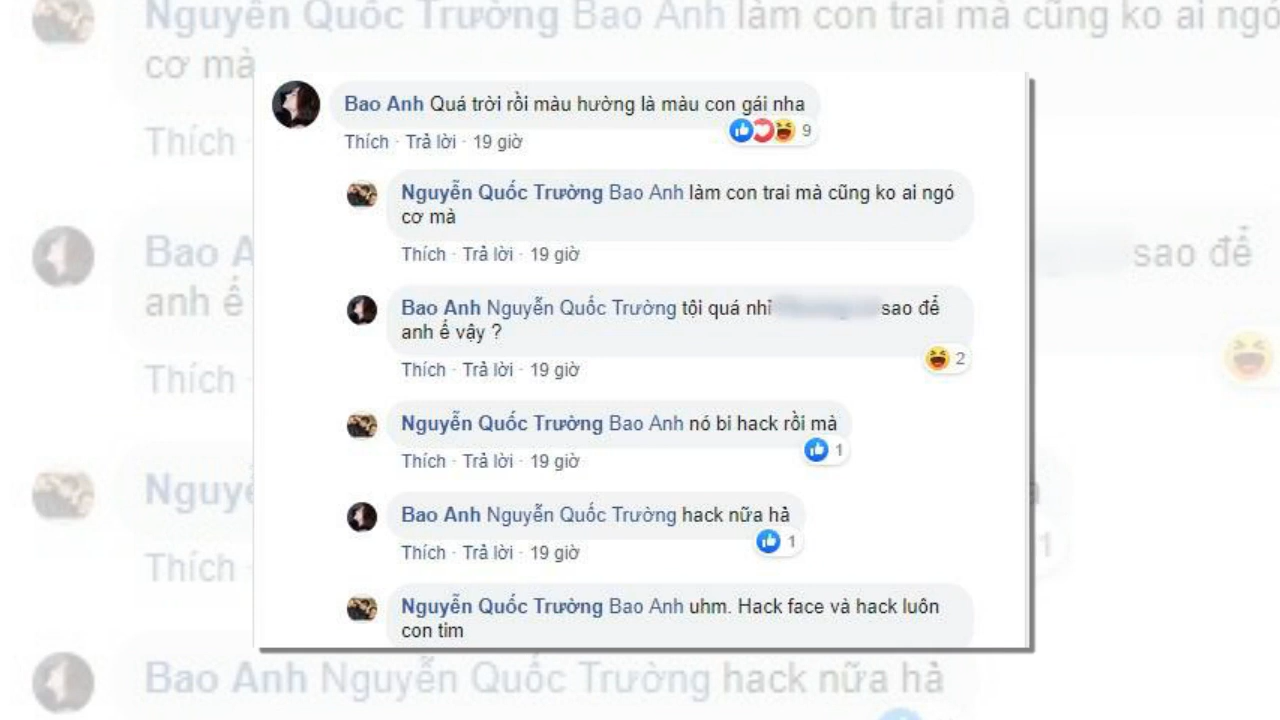 Nguyễn Quốc Trường Bao Anh làm con trai mà cũng ko ai ngó
cơ mà
Thích
Bao A
anh ế
sao để
Thích
Nguyễ
Thích
1
Bao Anh Nguyễn Quốc Trường hack nữa hả
Bao Anh Quá trời rồi màu hường là màu con gái nha
9
Thích · Trả lời · 19 giờ
Nguyễn Quốc Trường Bao Anh làm con trai mà cũng ko ai ngó
cơ mà
Thích · Trả lời · 19 giờ
Bao Anh Nguyễn Quốc Trường tội quá nhỉ sao để
anh ế vậy ?
2
Thích · Trả lời · 19 giờ
Nguyễn Quốc Trường Bao Anh nó bi hack rồi mà
1
Thích · Trả lời · 19 giờ
Bao Anh Nguyễn Quốc Trường hack nữa hả
1
Thích · Trả lời · 19 giờ
Nguyễn Quốc Trường Bao Anh uhm. Hack face và hack luôn
con tim